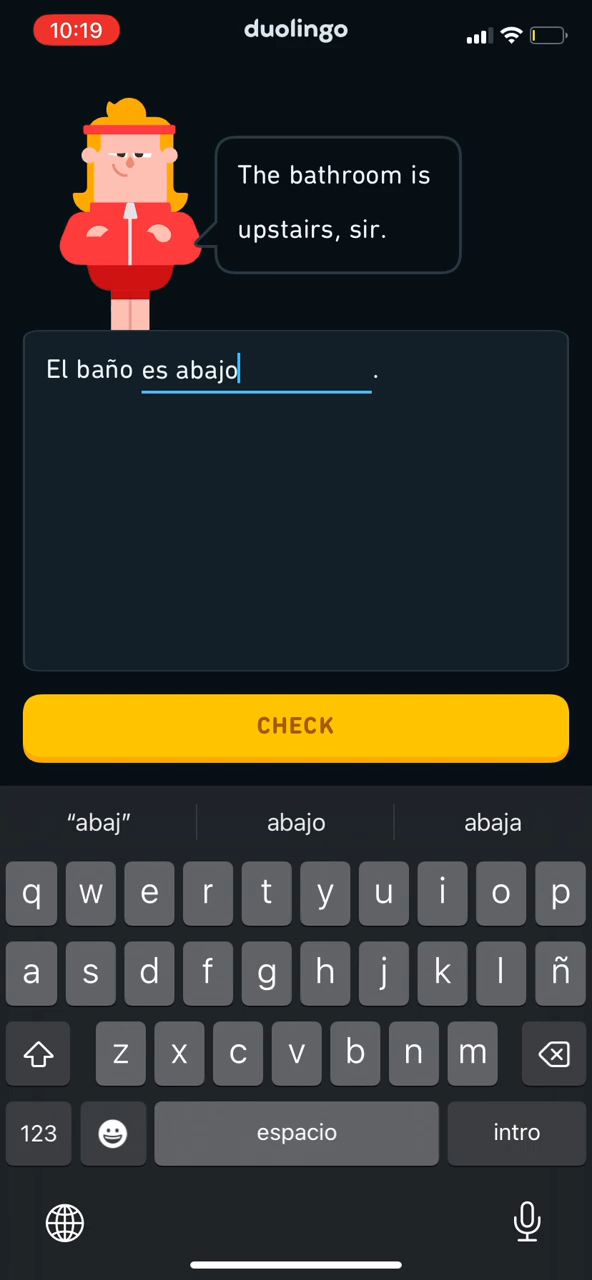 10:19
duolingo
The bathroom is
upstairs, sir.
El baño es abajo.
CHECK
“abaj” abajo abaja
q w e r t y u i o p
a s d f g h j k l ñ
z x c v b n m
123 espacio intro